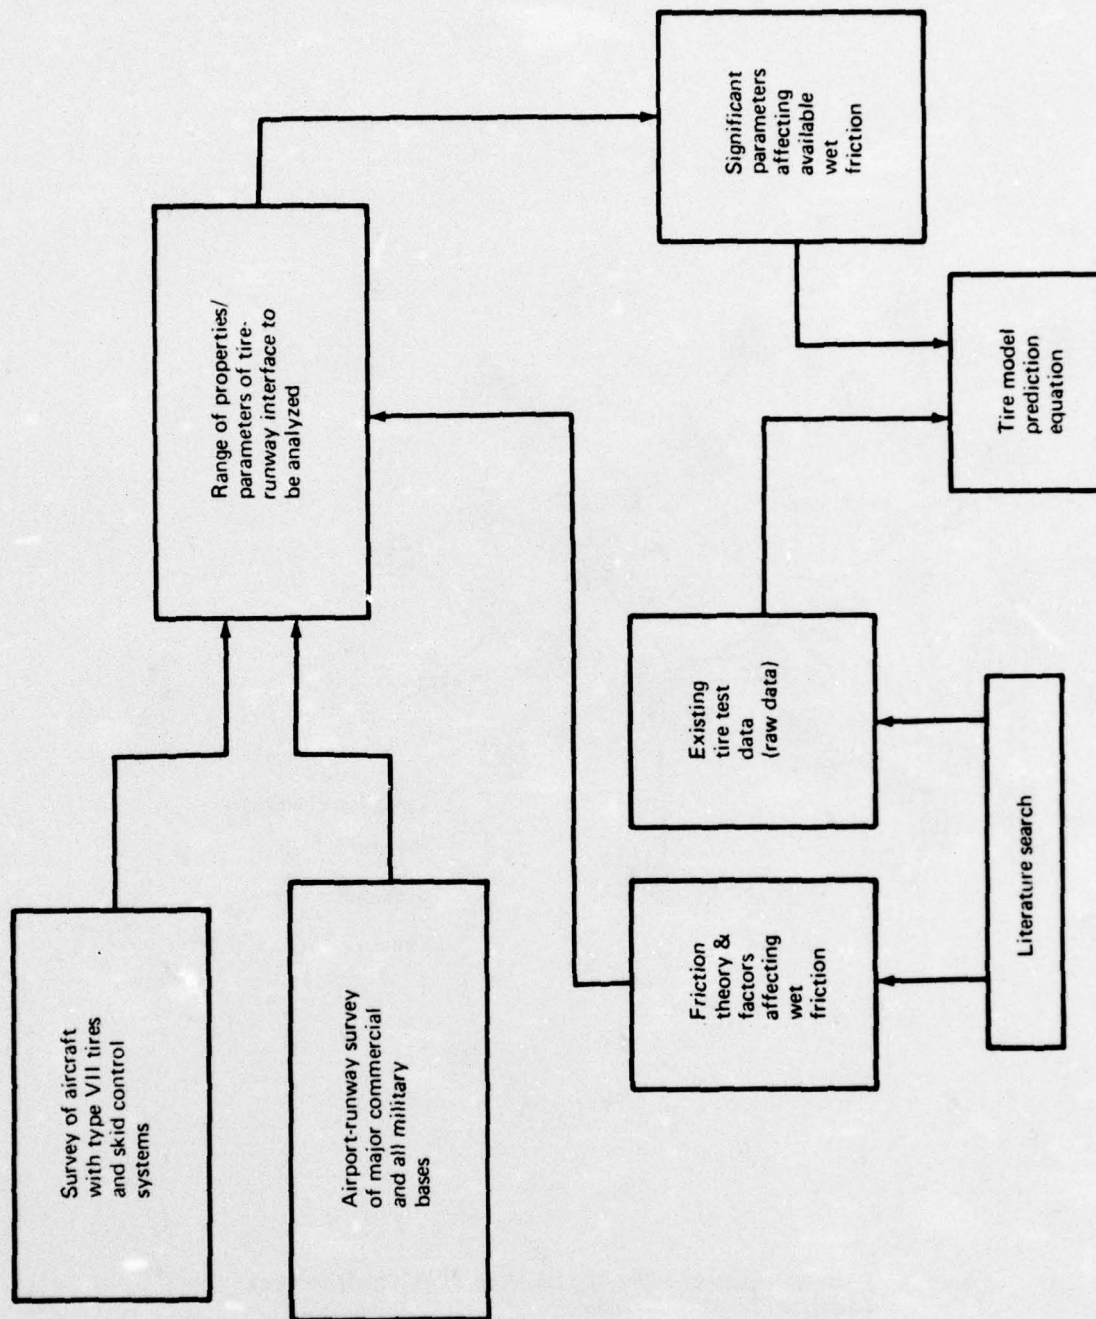 Survey of aircraft
with type VII tires
and skid control
systems
Airport-runway survey
of major commercial
and all military
bases
Range of properties/
parameters of tire-
runway interface to
be analyzed
Friction
theory &
factors
affecting
wet
friction
Existing
tire test
data
(raw data)
Significant
parameters
affecting
available
wet
friction
Literature search
Tire model
prediction
equation